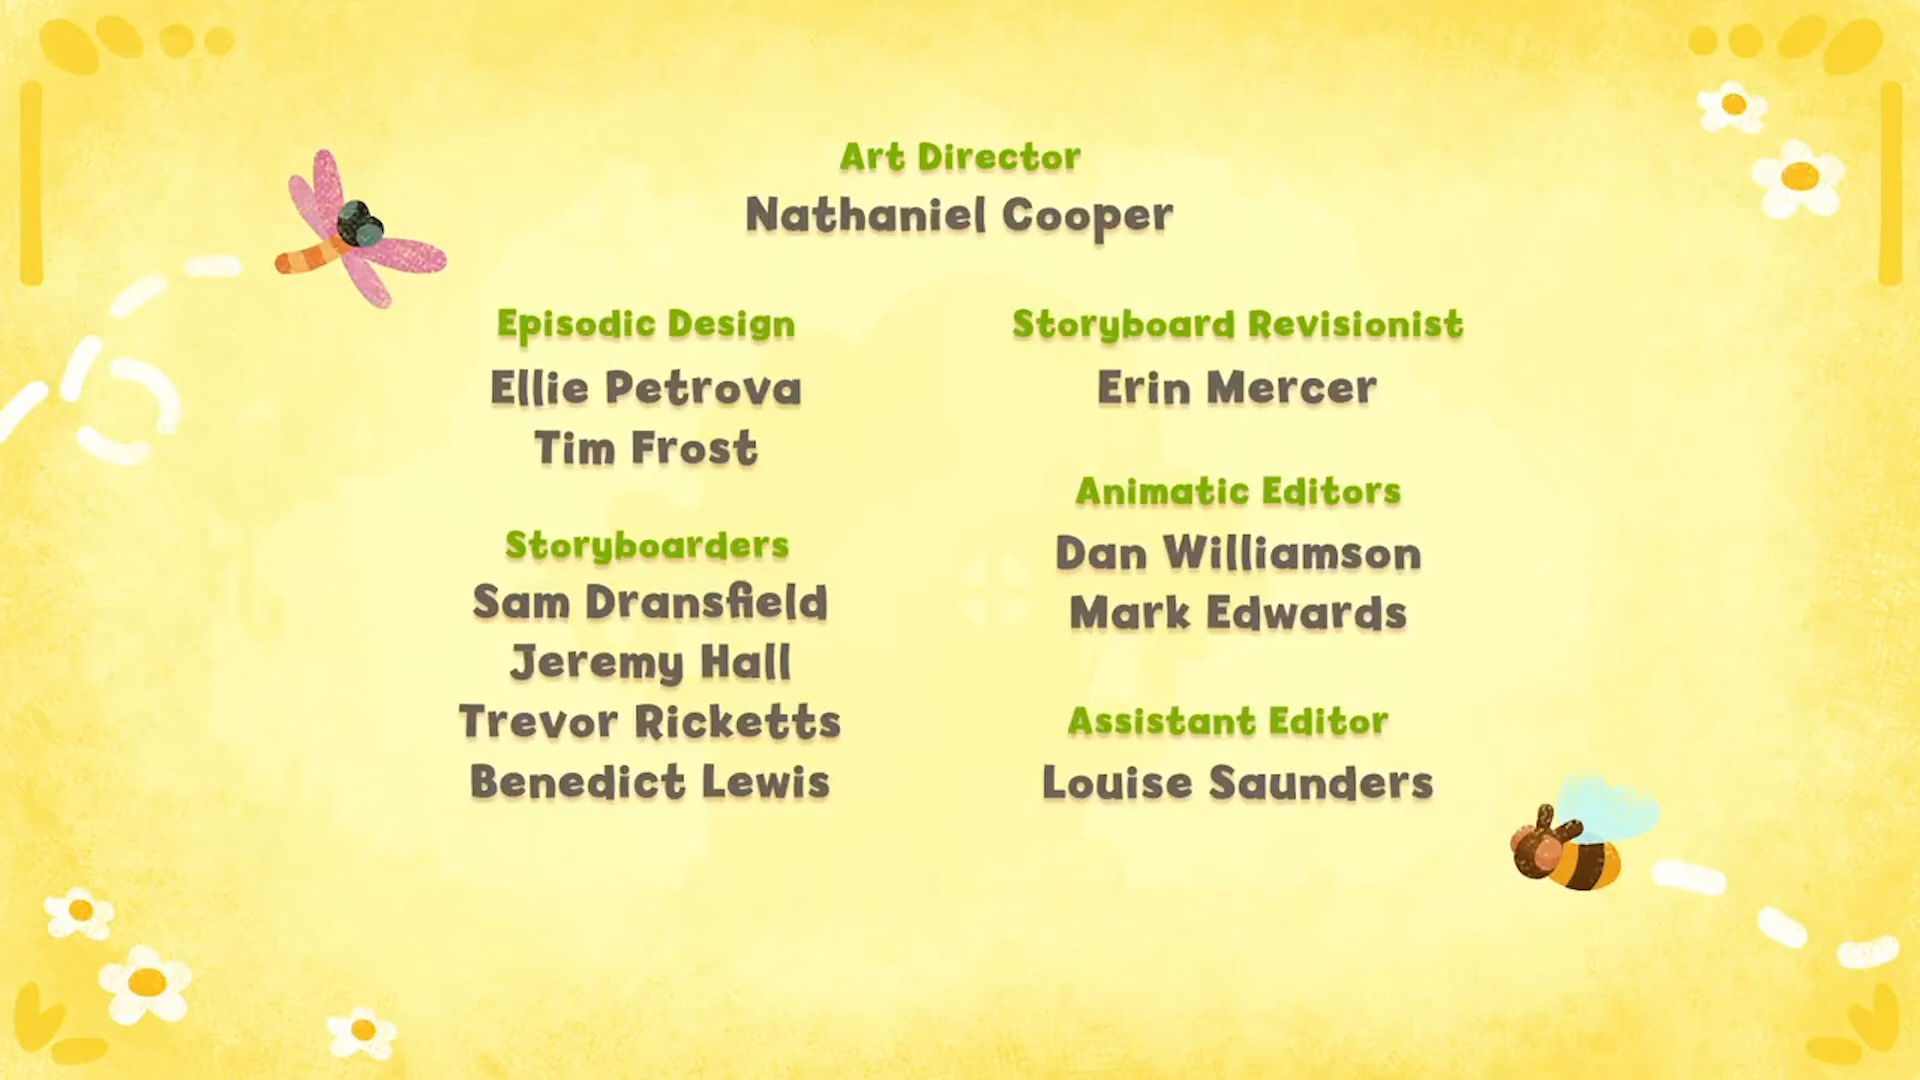 Art Director
Nathaniel Cooper
Episodic Design
Ellie Petrova
Tim Frost
Storyboarders
Sam Dransfield
Jeremy Hall
Trevor Ricketts
Benedict Lewis
Storyboard Revisionist
Erin Mercer
Animatic Editors
Dan Williamson
Mark Edwards
Assistant Editor
Louise Saunders